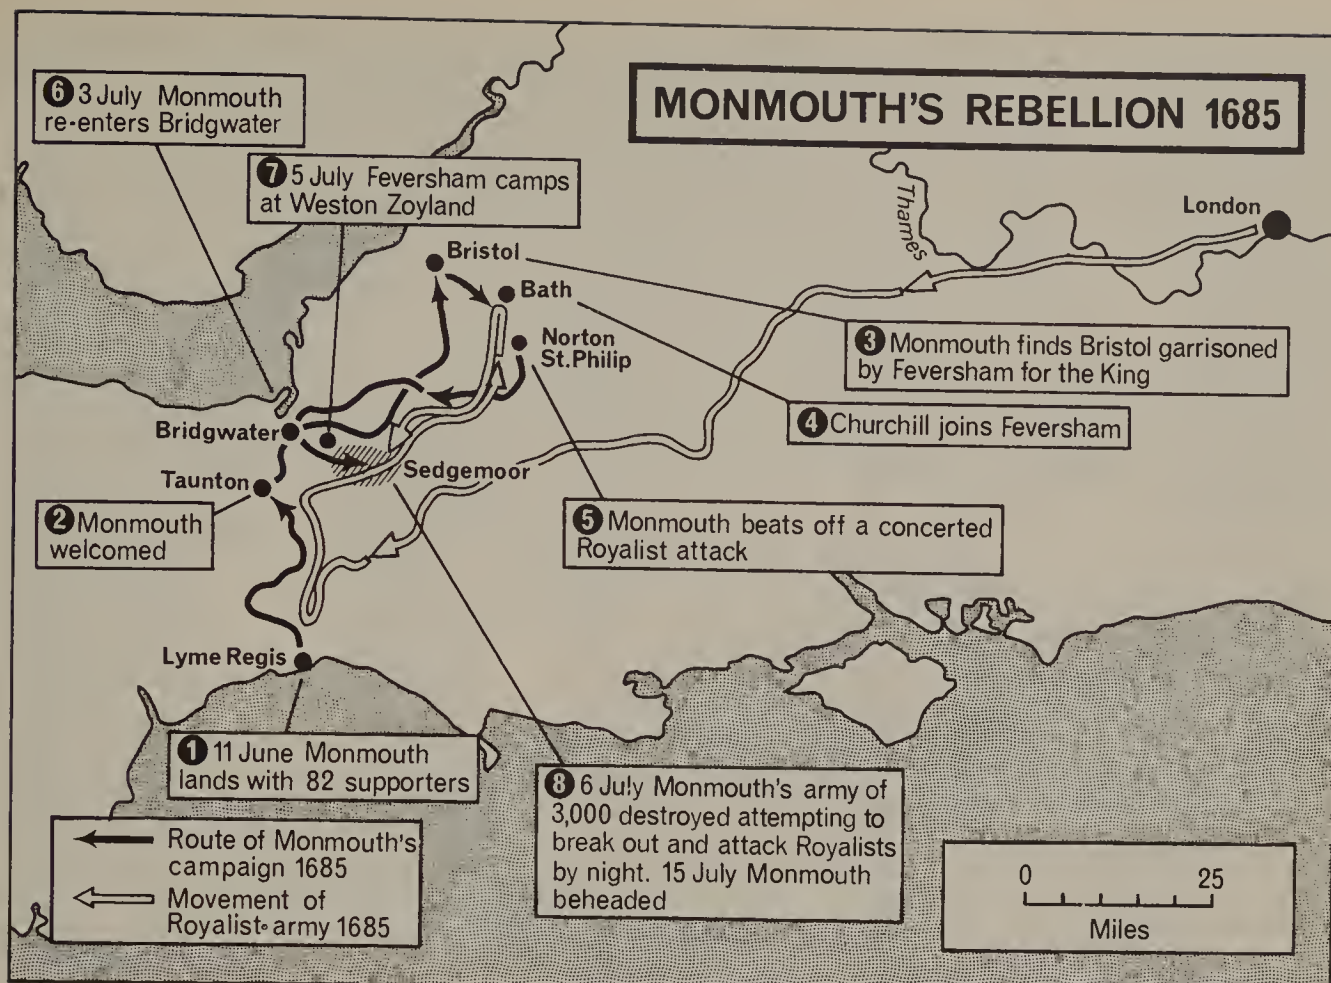 MONMOUTH'S REBELLION 1685
6 3 July Monmouth
re-enters Bridgwater
7 5 July Feversham camps
at Weston Zoyland
Thames
London
Bristol
Bath
Norton
St. Philip
3 Monmouth finds Bristol garrisoned
by Feversham for the King
4 Churchill joins Feversham
Bridgwater
Sedgemoor
Taunton
2 Monmouth
welcomed
5 Monmouth beats off a concerted
Royalist attack
Lyme Regis
1 11 June Monmouth
lands with 82 supporters
8 6 July Monmouth's army of
3,000 destroyed attempting to
break out and attack Royalists
by night. 15 July Monmouth
beheaded
Route of Monmouth's
campaign 1685
Movement of
Royalist army 1685
0 25
Miles